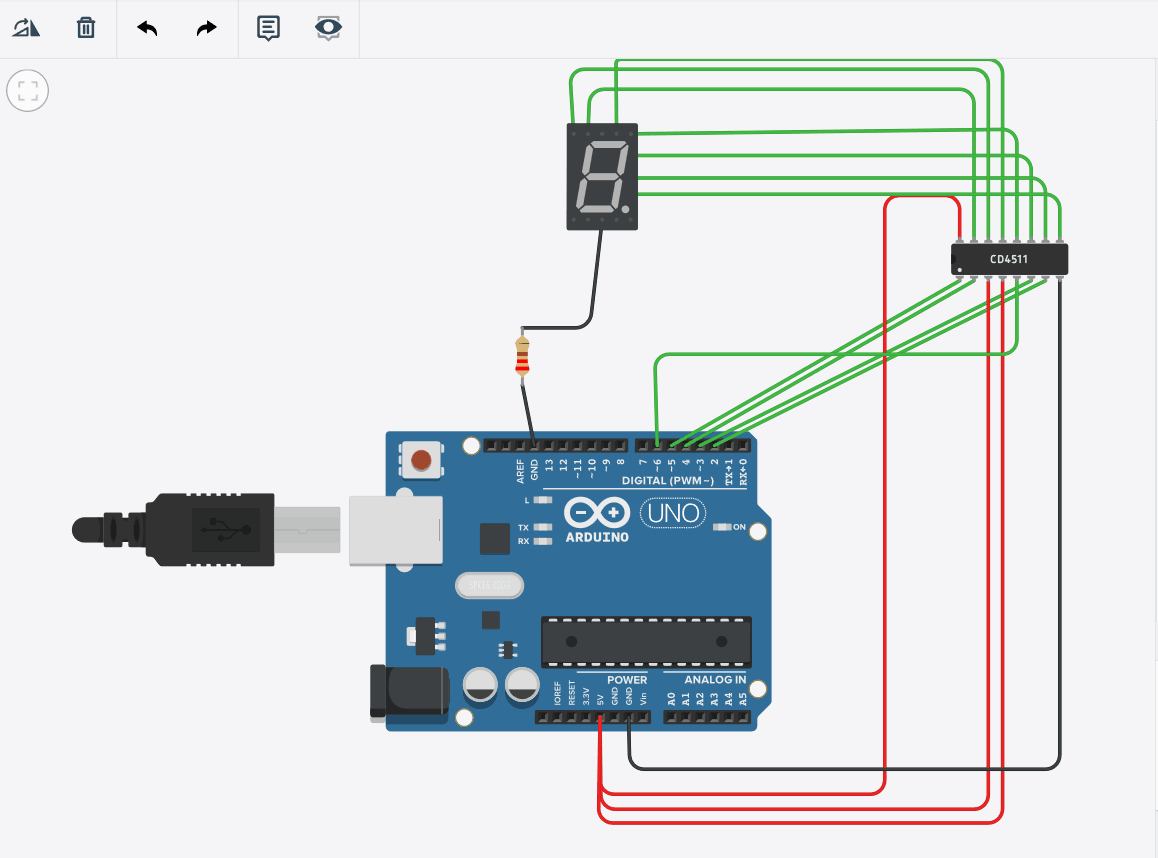 CD4511
AREF
GND
13
12
~11
~10
~9
8
7
~6
~5
4
~3
2
TX→1
RX←0
DIGITAL (PWM~)
L
TX
RX
ARDUINO
UNO
ON
POWER
ANALOG IN
IOREF
RESET
3.3V
5V
GND
GND
Vin
A0
A1
A2
A3
A4
A5